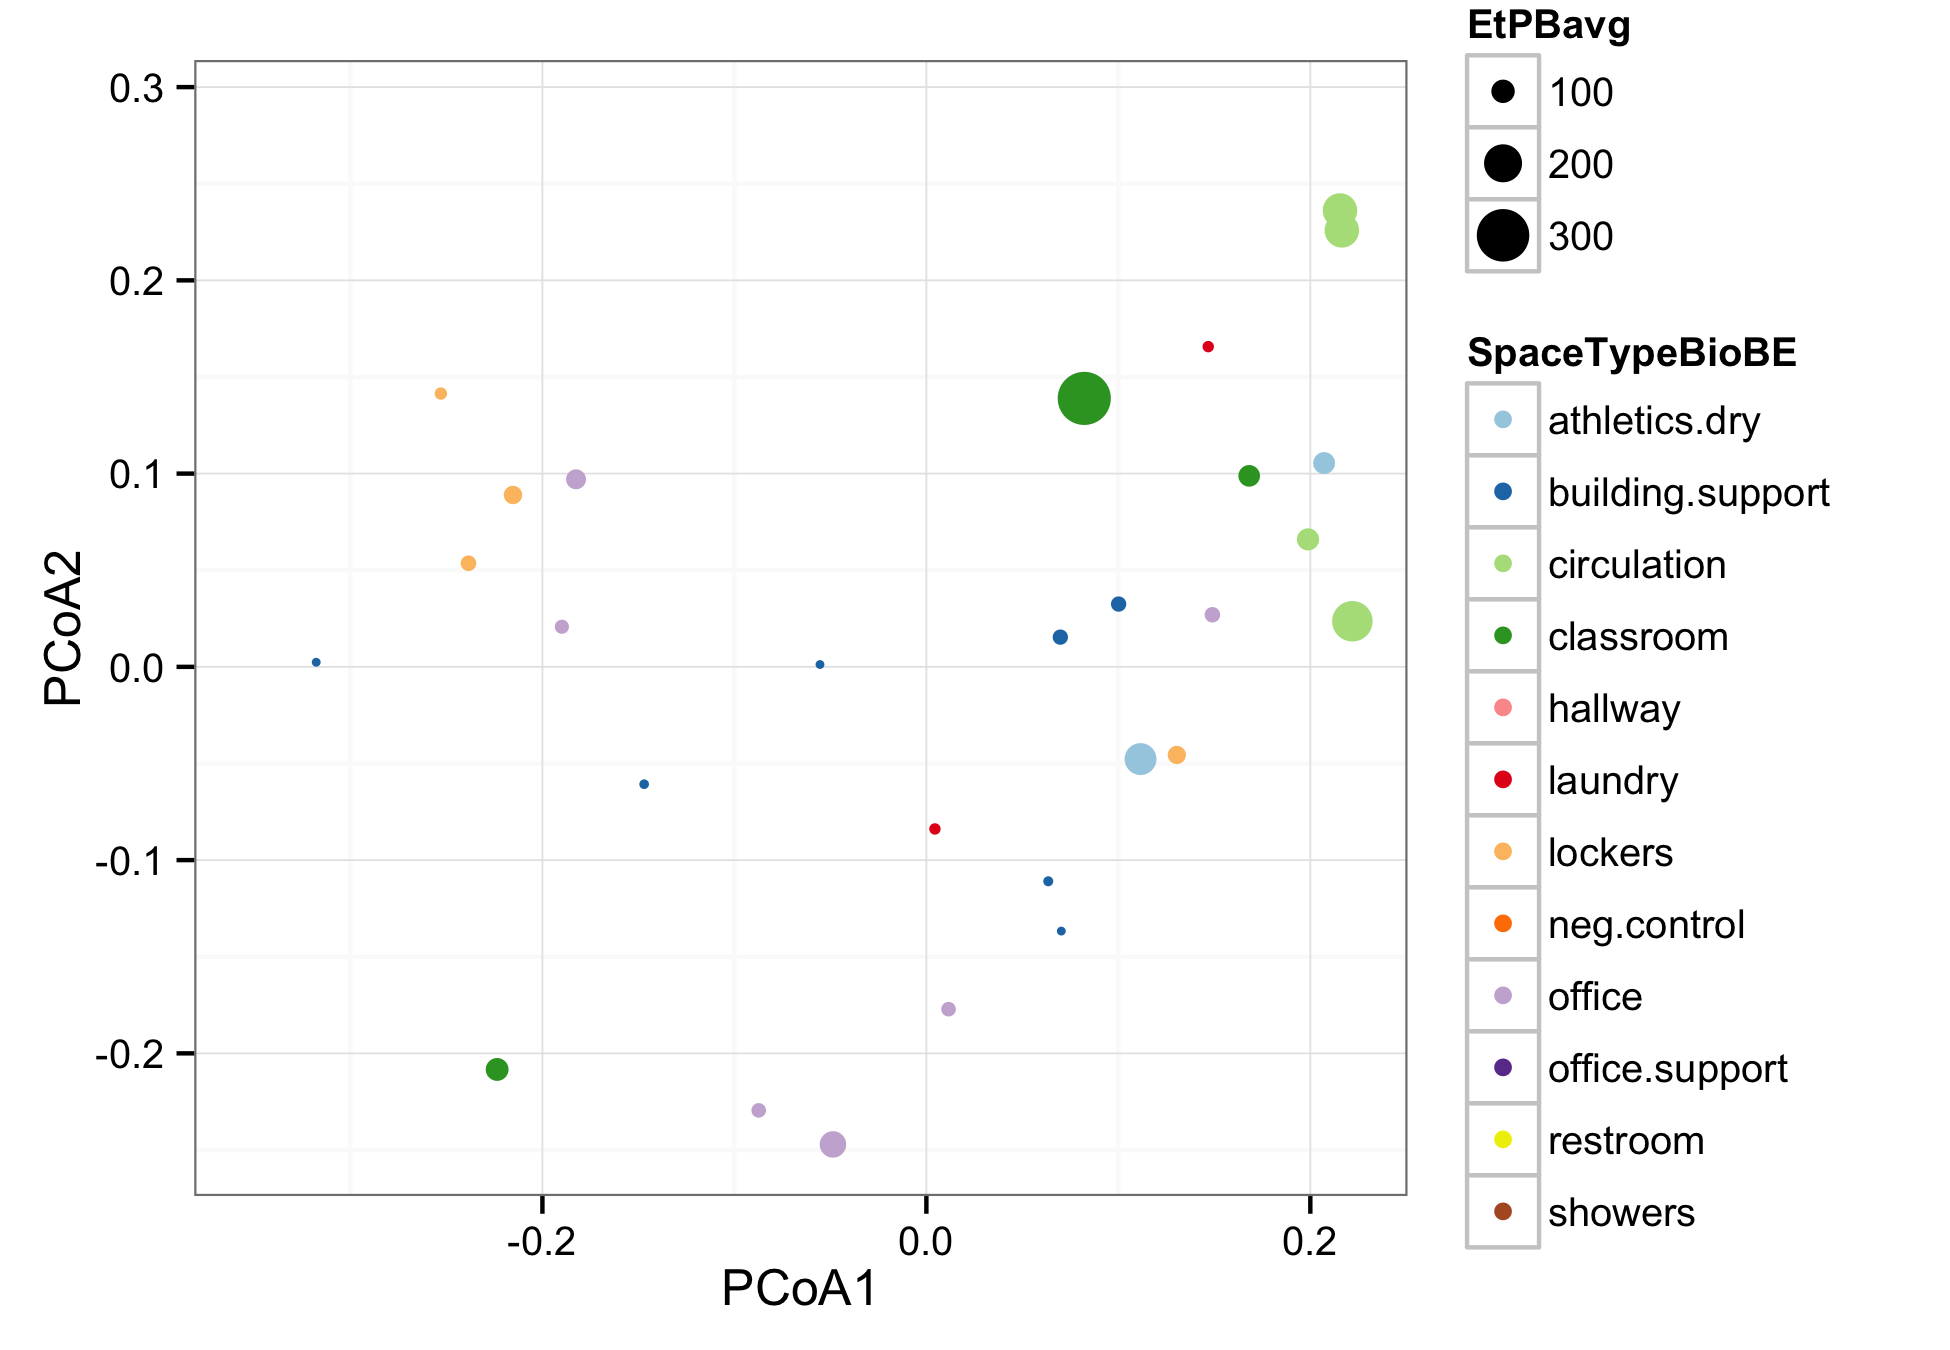 EtPBavg
100
200
300
SpaceTypeBioBE
athletics.dry
building.support
circulation
classroom
hallway
laundry
lockers
neg.control
office
office.support
restroom
showers
0.3
0.2
0.1
0.0
-0.1
-0.2
PCoA2
-0.2 0.0 0.2
PCoA1